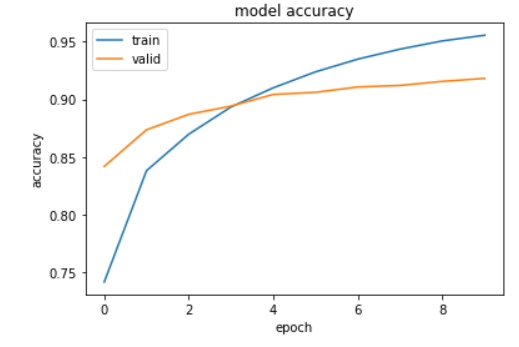 model accuracy
train
valid
0.95
0.90
0.85
0.80
0.75
accuracy
0 2 4 6 8
epoch